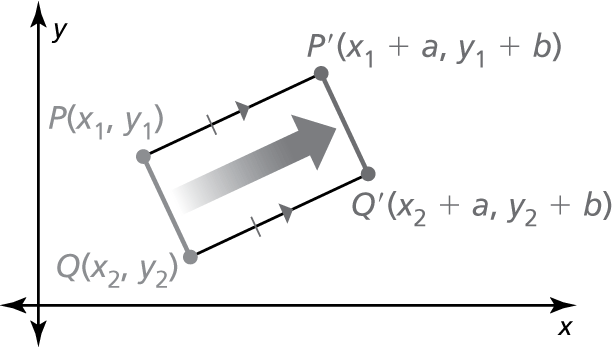 y
P′(x₁ + a, y₁ + b)
P(x₁, y₁)
Q′(x₂ + a, y₂ + b)
Q(x₂, y₂)
x